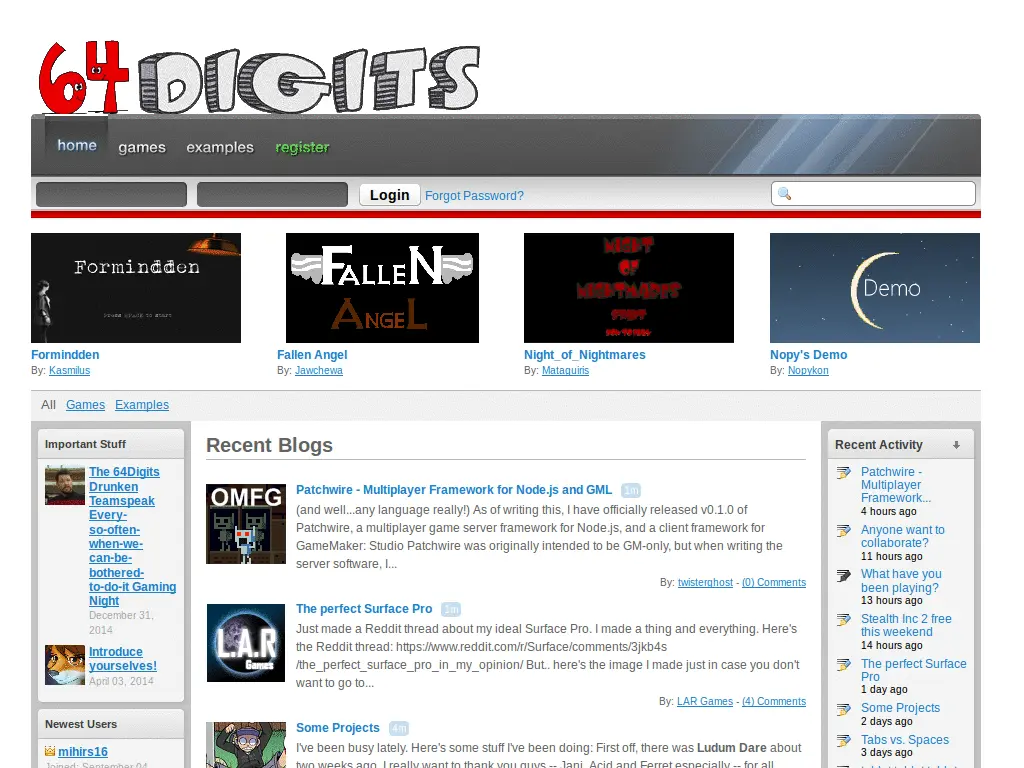 64DIGITS
home games examples register
Login Forgot Password?
Formindden
FALLEN
ANGEL
NIGHT
OF
NIGHTMARES
Demo
Formindden
By: Kasmilus
Fallen Angel
By: Jawchewa
Night_of_Nightmares
By: Mataguiris
Nopy's Demo
By: Nopykon
All Games Examples
Important Stuff
The 64Digits
Drunken
Teamspeak
Every-
so-often-
when-we-
can-be-
bothered-
to-do-it Gaming
Night
December 31,
2014
Introduce
yourselves!
April 03, 2014
Newest Users
mihirs16
Joined: September 04
Recent Blogs
OMFG
Patchwire - Multiplayer Framework for Node.js and GML 1m
(and well...any language really!) As of writing this, I have officially released v0.1.0 of
Patchwire, a multiplayer game server framework for Node.js, and a client framework for
GameMaker: Studio Patchwire was originally intended to be GM-only, but when writing the
server software, I...
By: twisterghost - (0) Comments
L.A.R
Games
The perfect Surface Pro 1m
Just made a Reddit thread about my ideal Surface Pro. I made a thing and everything. Here's
the Reddit thread: https://www.reddit.com/r/Surface/comments/3jkb4s
/the_perfect_surface_pro_in_my_opinion/ But.. here's the image I made just in case you don't
want to go to...
By: LAR Games - (4) Comments
Some Projects 4m
I've been busy lately. Here's some stuff I've been doing: First off, there was Ludum Dare about
two weeks ago. I really want to thank you guys -- Jani, Acid and Ferret especially -- for all
Recent Activity
Patchwire -
Multiplayer
Framework...
4 hours ago
Anyone want to
collaborate?
11 hours ago
What have you
been playing?
13 hours ago
Stealth Inc 2 free
this weekend
14 hours ago
The perfect Surface
Pro
1 day ago
Some Projects
2 days ago
Tabs vs. Spaces
3 days ago